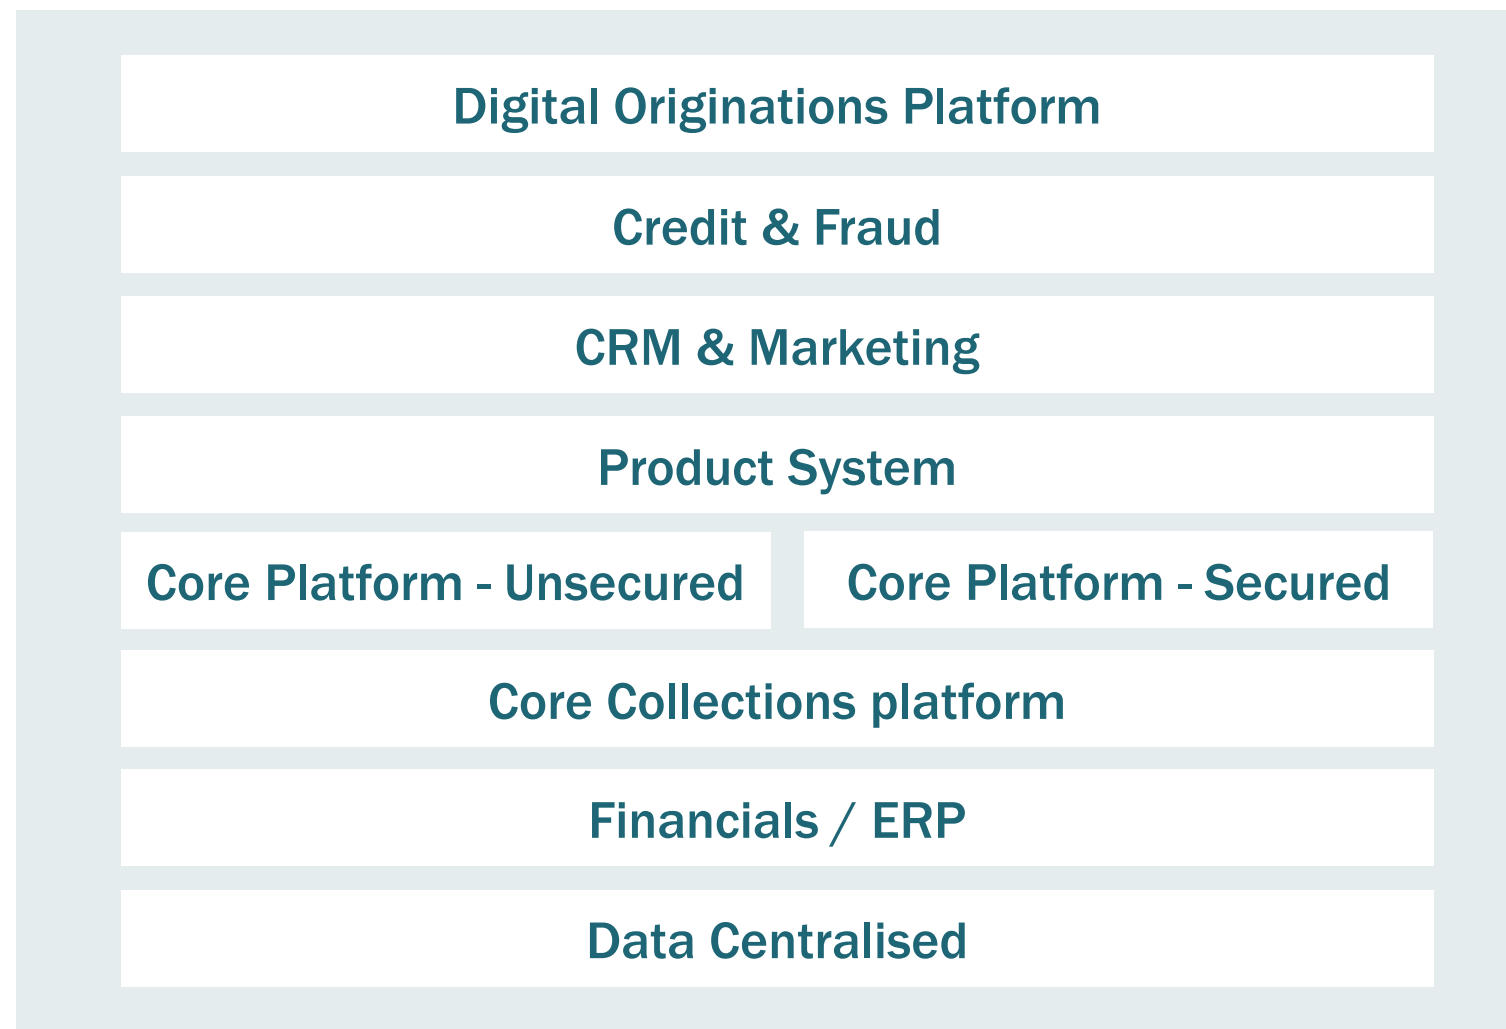 Digital Originations Platform
Credit & Fraud
CRM & Marketing
Product System
Core Platform - Unsecured
Core Platform - Secured
Core Collections platform
Financials / ERP
Data Centralised